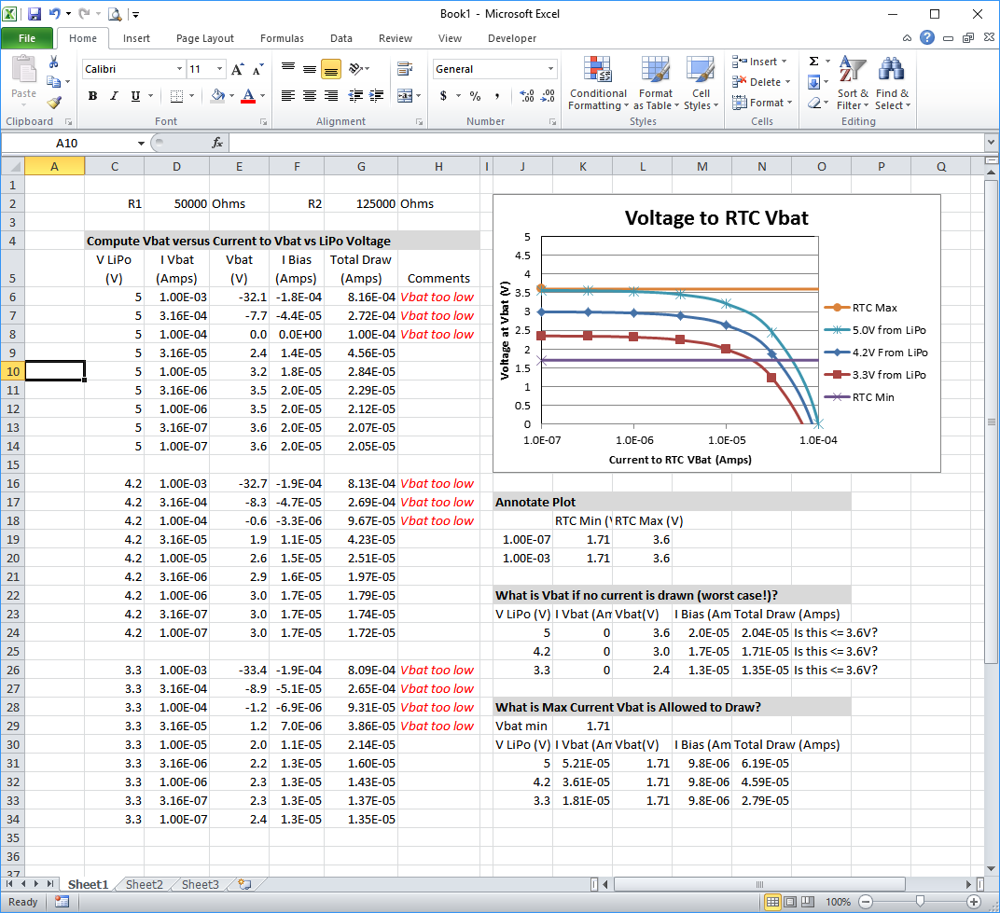 Book1 - Microsoft Excel
File Home Insert Page Layout Formulas Data Review View Developer
Calibri 11 General
Paste
B I U $ % ,
Conditional Formatting
Format as Table
Cell Styles
Insert
Delete
Format
Sort & Filter
Find & Select
Clipboard Font Alignment Number Styles Cells Editing
A10 fx
A C D E F G H I J K L M N O P Q
1
2 R1 50000 Ohms R2 125000 Ohms
3
4 Compute Vbat versus Current to Vbat vs LiPo Voltage
V LiPo I Vbat Vbat I Bias Total Draw
5 (V) (Amps) (V) (Amps) (Amps) Comments
6 5 1.00E-03 -32.1 -1.8E-04 8.16E-04 Vbat too low
7 5 3.16E-04 -7.7 -4.4E-05 2.72E-04 Vbat too low
8 5 1.00E-04 0.0 0.0E+00 1.00E-04 Vbat too low
9 5 3.16E-05 2.4 1.4E-05 4.56E-05
10 5 1.00E-05 3.2 1.8E-05 2.84E-05
11 5 3.16E-06 3.5 2.0E-05 2.29E-05
12 5 1.00E-06 3.5 2.0E-05 2.12E-05
13 5 3.16E-07 3.6 2.0E-05 2.07E-05
14 5 1.00E-07 3.6 2.0E-05 2.05E-05
15
16 4.2 1.00E-03 -32.7 -1.9E-04 8.13E-04 Vbat too low
17 4.2 3.16E-04 -8.3 -4.7E-05 2.69E-04 Vbat too low
18 4.2 1.00E-04 -0.6 -3.3E-06 9.67E-05 Vbat too low
19 4.2 3.16E-05 1.9 1.1E-05 4.23E-05
20 4.2 1.00E-05 2.6 1.5E-05 2.51E-05
21 4.2 3.16E-06 2.9 1.6E-05 1.97E-05
22 4.2 1.00E-06 3.0 1.7E-05 1.79E-05
23 4.2 3.16E-07 3.0 1.7E-05 1.74E-05
24 4.2 1.00E-07 3.0 1.7E-05 1.72E-05
25
26 3.3 1.00E-03 -33.4 -1.9E-04 8.09E-04 Vbat too low
27 3.3 3.16E-04 -8.9 -5.1E-05 2.65E-04 Vbat too low
28 3.3 1.00E-04 -1.2 -6.9E-06 9.31E-05 Vbat too low
29 3.3 3.16E-05 1.2 7.0E-06 3.86E-05 Vbat too low
30 3.3 1.00E-05 2.0 1.1E-05 2.14E-05
31 3.3 3.16E-06 2.2 1.3E-05 1.60E-05
32 3.3 1.00E-06 2.3 1.3E-05 1.43E-05
33 3.3 3.16E-07 2.3 1.3E-05 1.37E-05
34 3.3 1.00E-07 2.4 1.3E-05 1.35E-05
35
36
37
Voltage to RTC Vbat
Voltage at Vbat (V)
5
4.5
4
3.5
3
2.5
2
1.5
1
0.5
0
1.0E-07 1.0E-06 1.0E-05 1.0E-04
Current to RTC VBat (Amps)
RTC Max
5.0V from LiPo
4.2V From LiPo
3.3V from LiPo
RTC Min
Annotate Plot
RTC Min (V RTC Max (V)
1.00E-07 1.71 3.6
1.00E-03 1.71 3.6
What is Vbat if no current is drawn (worst case!)?
V LiPo (V) I Vbat (Am Vbat(V) I Bias (Am Total Draw (Amps)
5 0 3.6 2.0E-05 2.04E-05 Is this <= 3.6V?
4.2 0 3.0 1.7E-05 1.71E-05 Is this <= 3.6V?
3.3 0 2.4 1.3E-05 1.35E-05 Is this <= 3.6V?
What is Max Current Vbat is Allowed to Draw?
Vbat min 1.71
V LiPo (V) I Vbat (Am Vbat(V) I Bias (Am Total Draw (Amps)
5 5.21E-05 1.71 9.8E-06 6.19E-05
4.2 3.61E-05 1.71 9.8E-06 4.59E-05
3.3 1.81E-05 1.71 9.8E-06 2.79E-05
Sheet1 Sheet2 Sheet3
Ready 100%